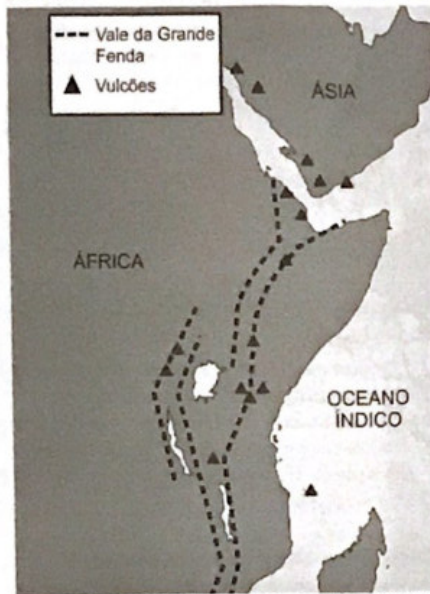 Vale da Grande
Fenda
Vulcões
ÁSIA
ÁFRICA
OCEANO
ÍNDICO